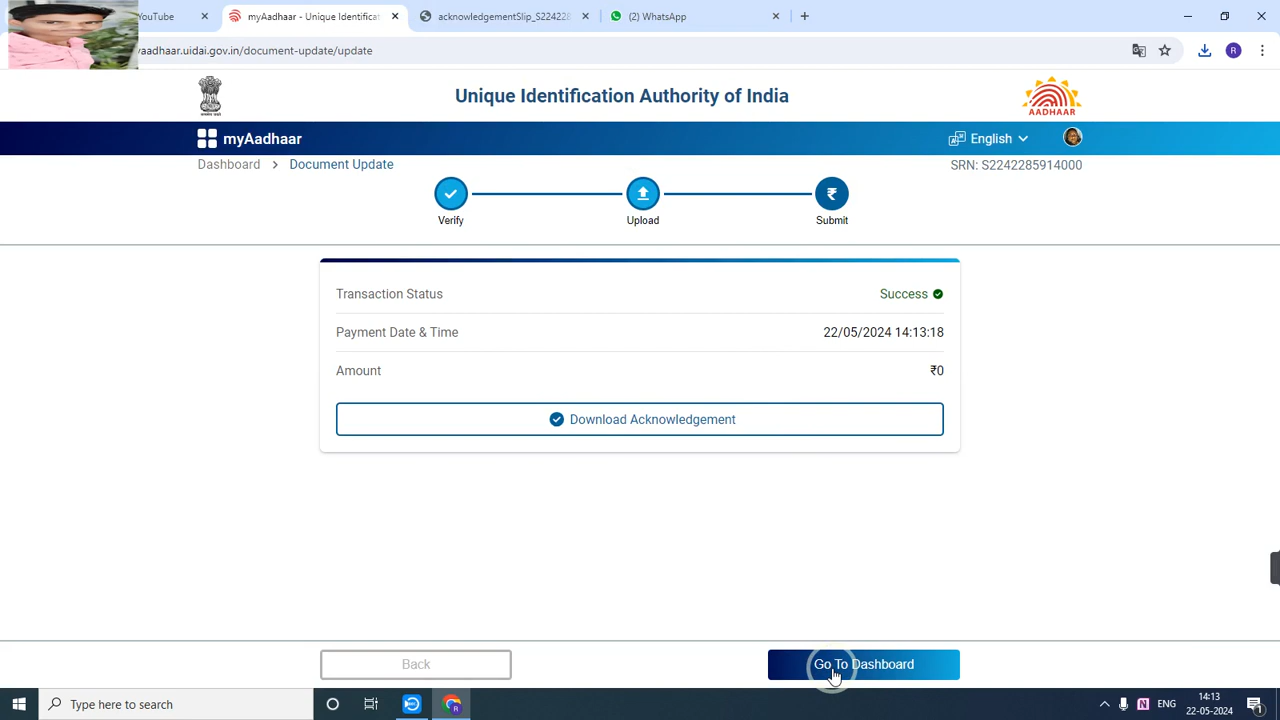 YouTube
myAadhaar - Unique Identificat
acknowledgementSlip_S22422
(2) WhatsApp
aadhaar.uidai.gov.in/document-update/update
R
Unique Identification Authority of India
AADHAAR
myAadhaar
English
Dashboard > Document Update
SRN: S2242285914000
Verify
Upload
Submit
Transaction Status
Success
Payment Date & Time
22/05/2024 14:13:18
Amount
₹0
Download Acknowledgement
Back
Go To Dashboard
Type here to search
ENG
14:13
22-05-2024